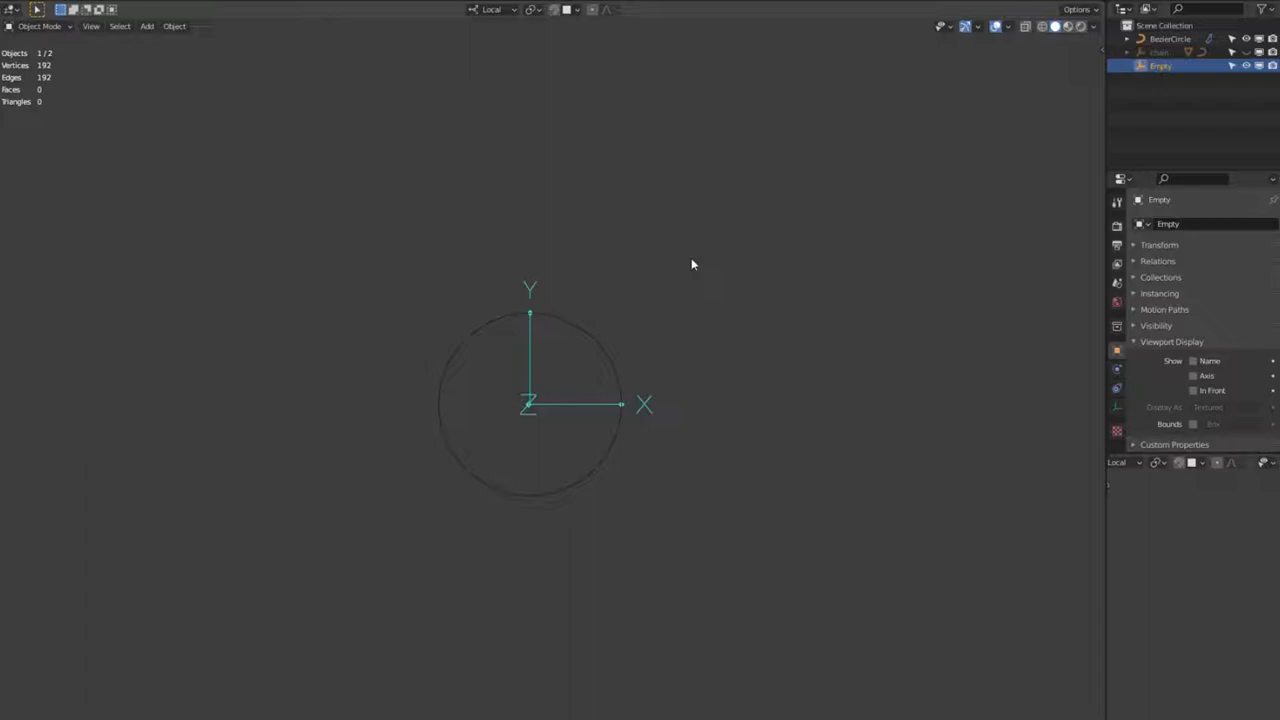 Local
Options
Object Mode View Select Add Object
Objects 1 / 2
Vertices 192
Edges 192
Faces 0
Triangles 0
Y
Z
X
Scene Collection
BezierCircle
chain
Empty
Empty
Empty
Transform
Relations
Collections
Instancing
Motion Paths
Visibility
Viewport Display
Show Name
Axis
In Front
Display As Textures
Bounds Box
Custom Properties
Local